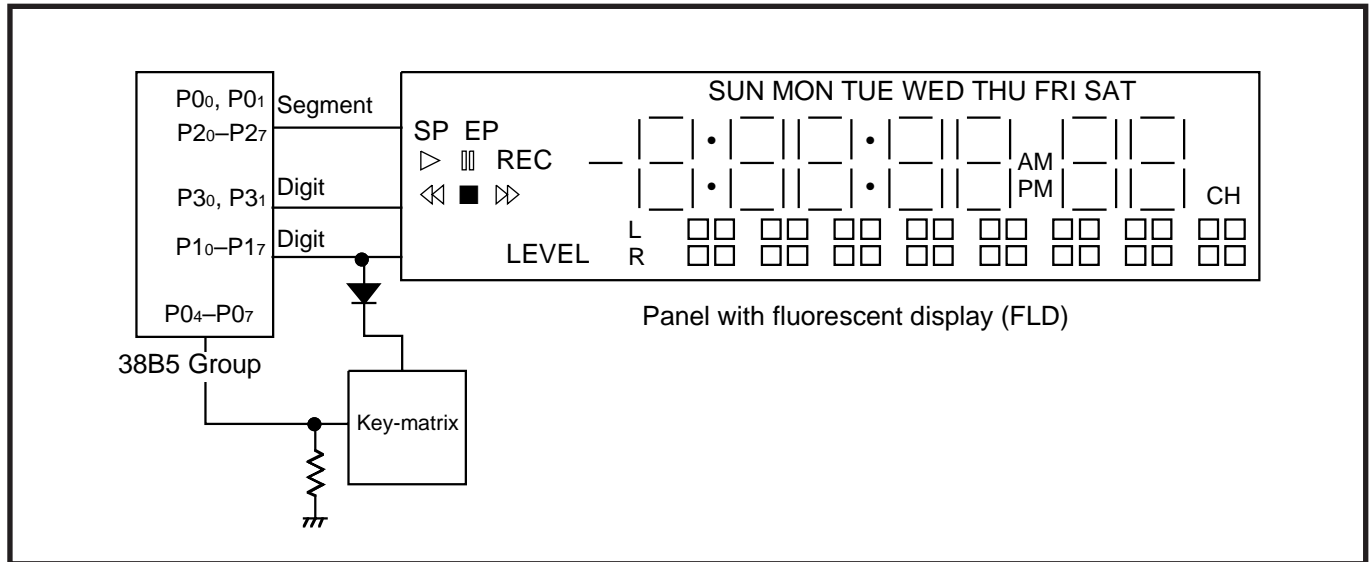 P00, P01
P20–P27
P30, P31
P10–P17
P04–P07
38B5 Group
Segment
Digit
Digit
SUN MON TUE WED THU FRI SAT
SP EP
REC
AM
PM
CH
LEVEL
L
R
Panel with fluorescent display (FLD)
Key-matrix